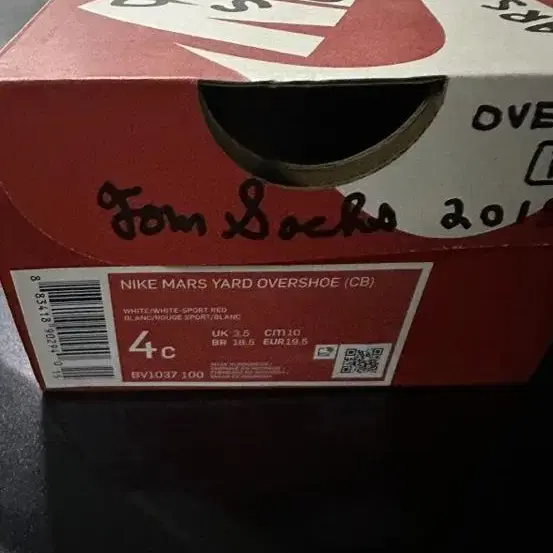 OVE
Tom Sachs 201
NIKE MARS YARD OVERSHOE (CB)
WHITE/WHITE-SPORT RED
BLANC/ROUGE SPORT/BLANC
4C
UK 3.5 CM 10
BR 18.5 EUR 19.5
BV1037 100